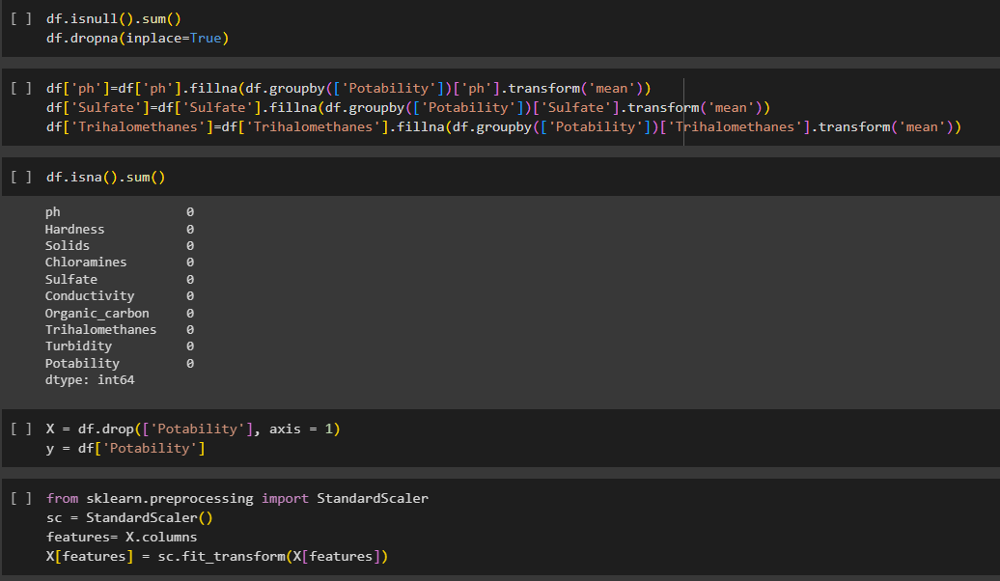 [ ] df.isnull().sum()
df.dropna(inplace=True)
[ ] df['ph']=df['ph'].fillna(df.groupby(['Potability'])['ph'].transform('mean'))
df['Sulfate']=df['Sulfate'].fillna(df.groupby(['Potability'])['Sulfate'].transform('mean'))
df['Trihalomethanes']=df['Trihalomethanes'].fillna(df.groupby(['Potability'])['Trihalomethanes'].transform('mean'))
[ ] df.isna().sum()
ph 0
Hardness 0
Solids 0
Chloramines 0
Sulfate 0
Conductivity 0
Organic_carbon 0
Trihalomethanes 0
Turbidity 0
Potability 0
dtype: int64
[ ] X = df.drop(['Potability'], axis = 1)
y = df['Potability']
[ ] from sklearn.preprocessing import StandardScaler
sc = StandardScaler()
features= X.columns
X[features] = sc.fit_transform(X[features])